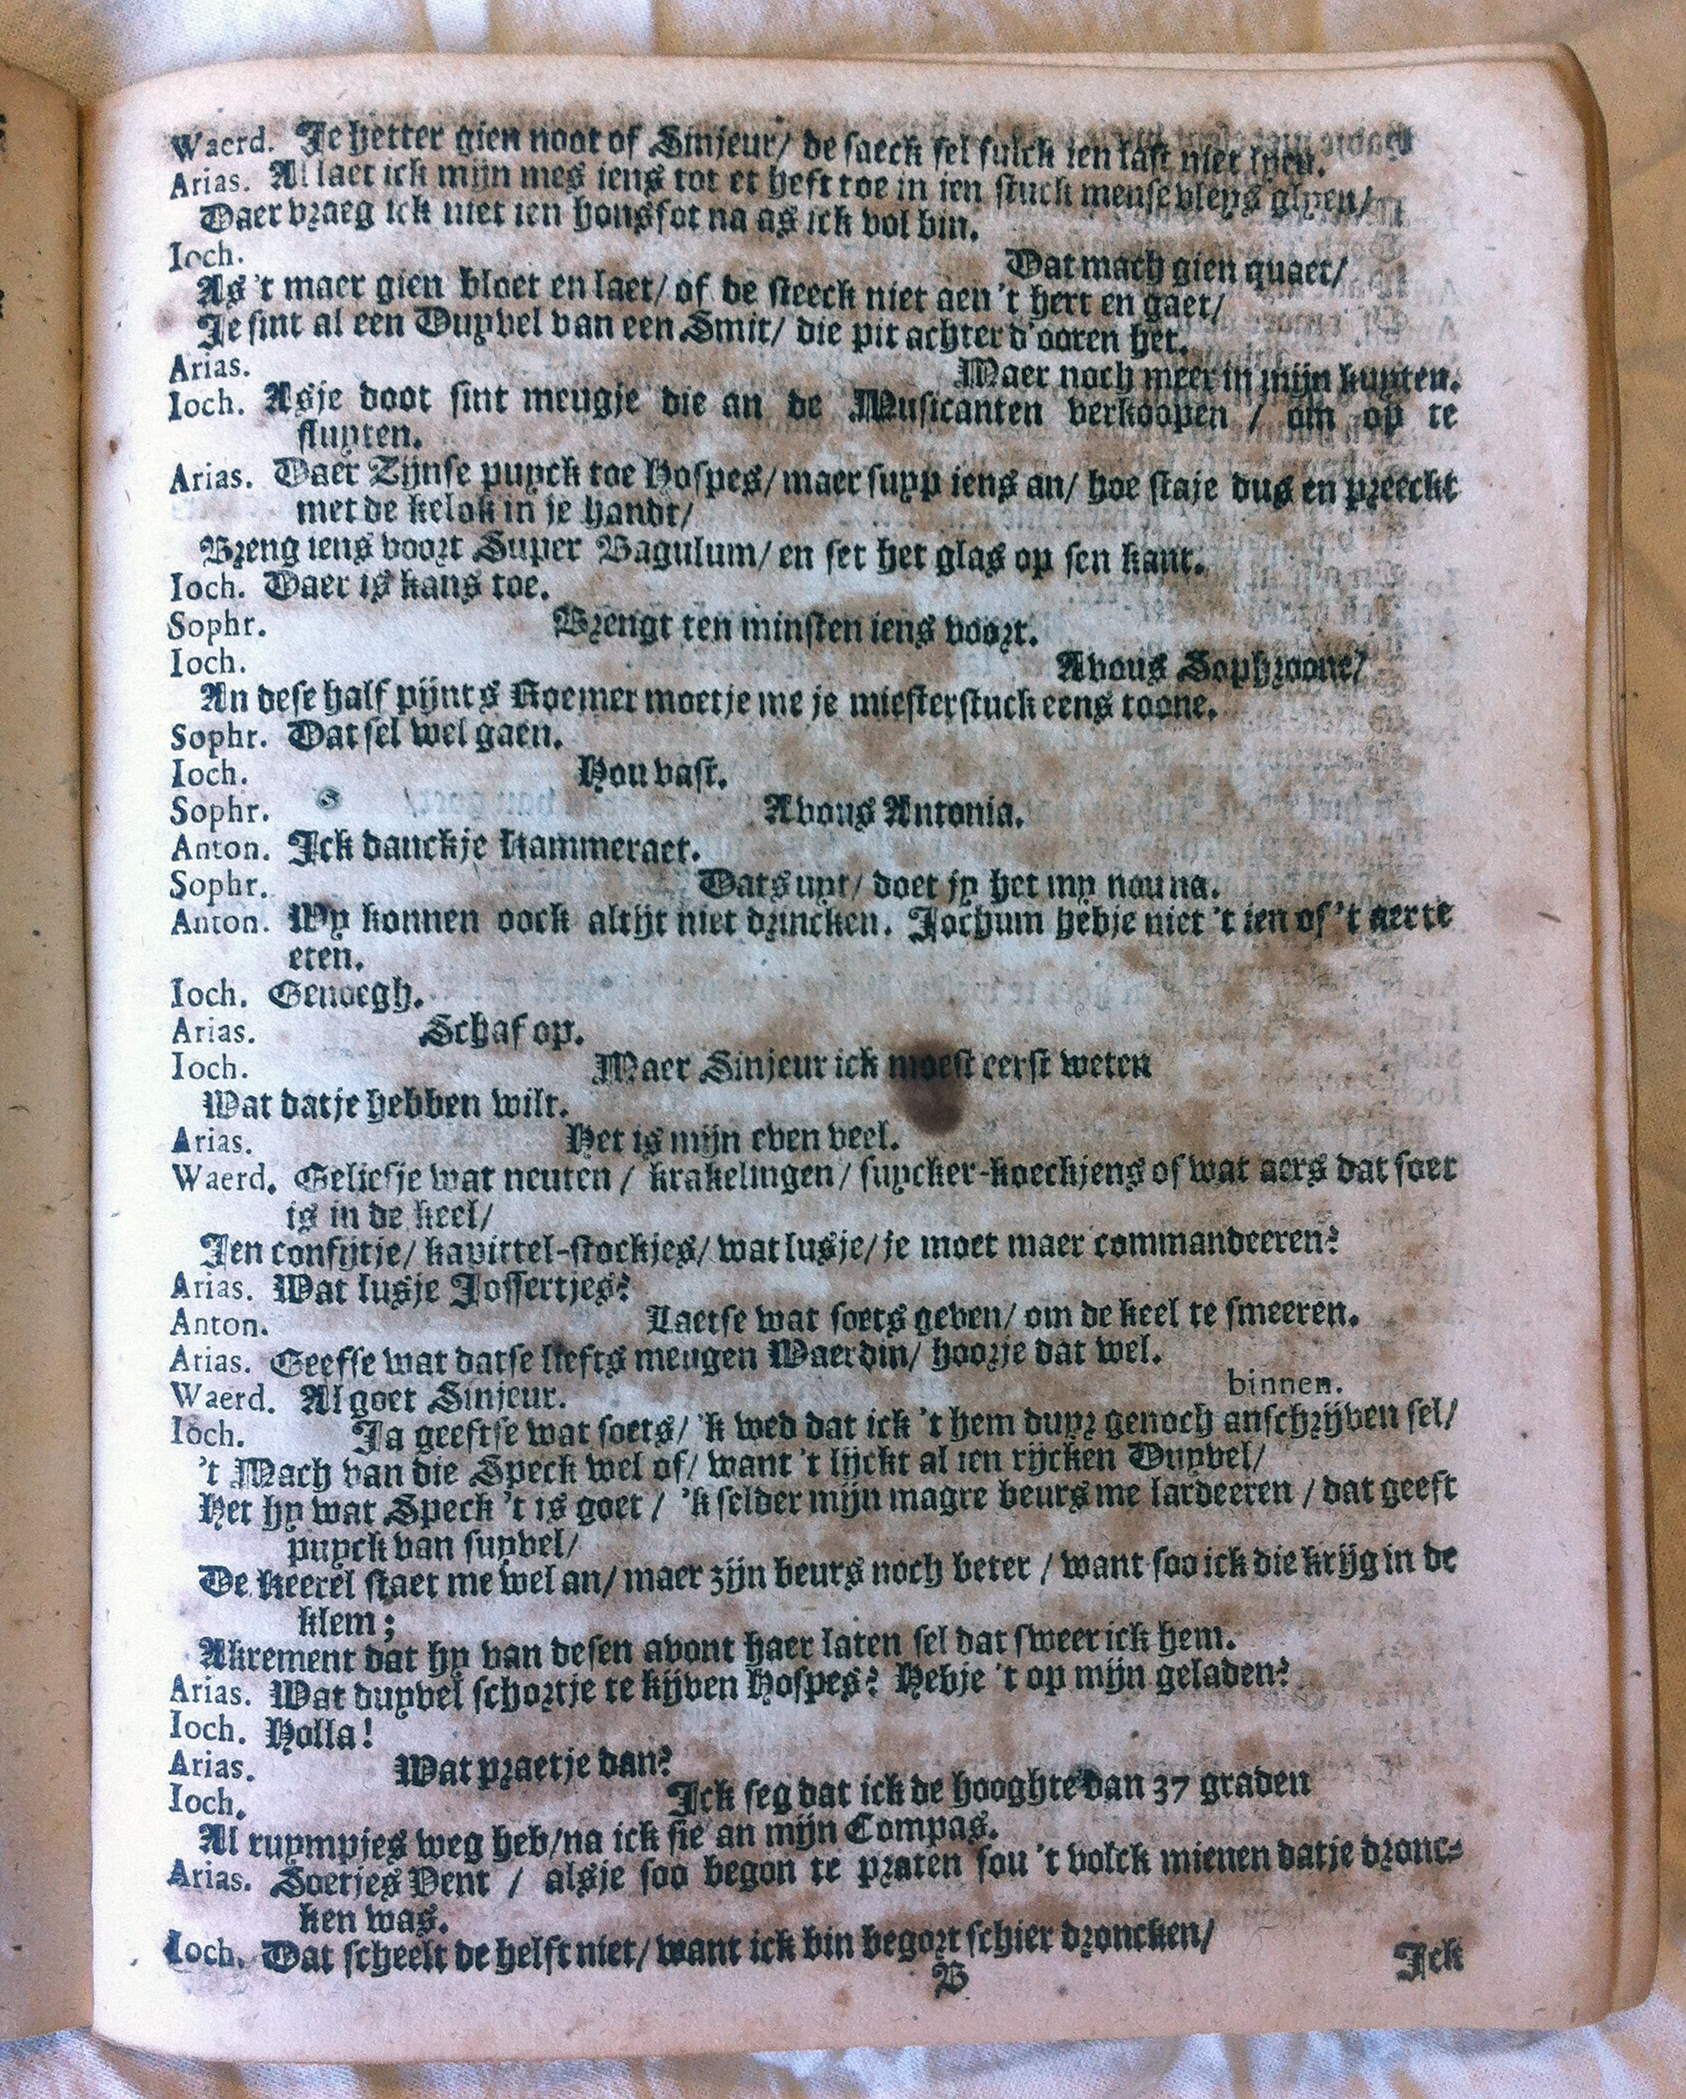 Waerd. Je hetter gien noot of Sinjeur/ de saeck sel sulck ien last niet lyen.
Arias. Al laet ick mijn mes iens tot et heft toe in ien stuck mense vleys glyen/
Daer vraeg ick niet ien honsfot na as ick vol bin.
Ioch. Dat mach gien quaet/
As 't maer gien bloet en laet/ of de steeck niet aen 't hert en gaet/
Je sint al een Duyvel van een Smit/ die pit achter d'ooren het.
Arias. Maer noch meer in mijn kuyten.
Ioch. Asje doot sint meugje die an de Musicanten verkoopen / om op te
fluyten.
Arias. Daer Zijnse puyck toe Hospes/ maer supp iens an/ hoe staje dus en preeckt
met de kelok in je handt/
Breng iens voort Super Bagulum/ en set het glas op sen kant.
Ioch. Daer is kans toe.
Sophr. Brengt ten minsten iens voort.
Ioch. Avous Sophroone/
An dese half pijnts Roemer moetje me je miesterstuck eens toone.
Sophr. Dat sel wel gaen.
Ioch. Hou vast.
Sophr. Avous Antonia.
Anton. Ick danckje Kammeraet.
Sophr. Dats uyt/ doet jy het my nou na.
Anton. Wy konnen oock altijt niet drincken. Jochum hebje niet 't ien of 't aer te
eten.
Ioch. Genoegh.
Arias. Schaf op.
Ioch. Maer Sinjeur ick moest eerst weten
Wat datje hebben wilt.
Arias. Het is mijn even veel.
Waerd. Geliefje wat neuten / krakelingen/ suycker-koeckjens of wat aers dat soet
is in de keel/
Ien confijtje/ kapittel-stockjes/ wat lusje/ je moet maer commandeeren?
Arias. Wat lusje Joffertjes?
Anton. Laetse wat soets geven/ om de keel te smeeren.
Arias. Geefse wat datse liefts meugen Waerdin/ hoorje dat wel.
Waerd. Al goet Sinjeur. binnen.
Ioch. Ja geeftse wat soets/ 'k wed dat ick 't hem duyr genoch anschrijven sel/
't Mach van die Speck wel of/ want 't lijckt al ien rijcken Duyvel/
Het hy wat Speck 't is goet / 'k selder mijn magre beurs me lardeeren / dat geeft
puyck van suyvel/
De keerel staet me wel an/ maer zijn beurs noch beter / want soo ick die krijg in de
klem;
Akrement dat hy van desen avont haer laten sel dat sweer ick hem.
Arias. Wat duyvel schortje te kijven Hospes? Hebje 't op mijn geladen?
Ioch. Holla!
Arias. Wat praetje dan?
Ioch. Ick seg dat ick de hooghte van 37 graden
Al ruympjes weg heb/na ick sie an mijn Compas.
Arias. Soetjes Vent / alsje soo begon te praten sou 't volck mienen datje dronc-
ken was.
Ioch. Dat scheelt de helft niet/ want ick bin begort schier droncken/
B Ick